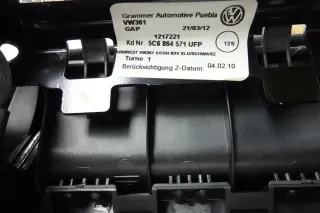 Grammer Automotive Puebla
VW361
GAP 21/03/12
1217221
Kd Nr. 5C6 864 571 UFP
128
Turno 1
Berücksichtigung Z-Datum: 04.02.10